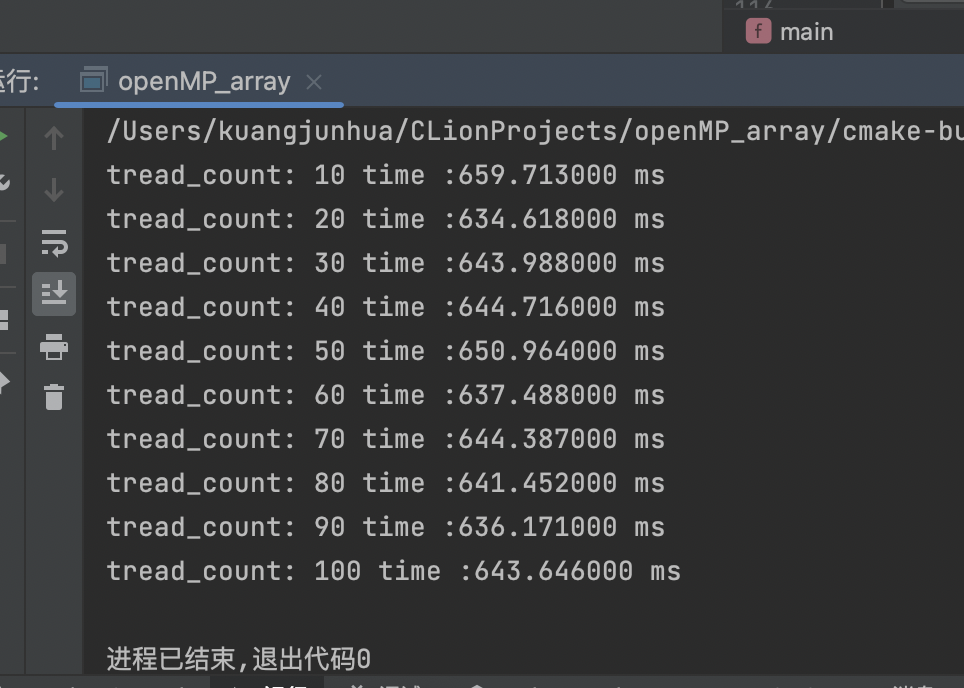 main
运行:
openMP_array
/Users/kuangjunhua/CLionProjects/openMP_array/cmake-bu
tread_count: 10 time :659.713000 ms
tread_count: 20 time :634.618000 ms
tread_count: 30 time :643.988000 ms
tread_count: 40 time :644.716000 ms
tread_count: 50 time :650.964000 ms
tread_count: 60 time :637.488000 ms
tread_count: 70 time :644.387000 ms
tread_count: 80 time :641.452000 ms
tread_count: 90 time :636.171000 ms
tread_count: 100 time :643.646000 ms
进程已结束,退出代码0